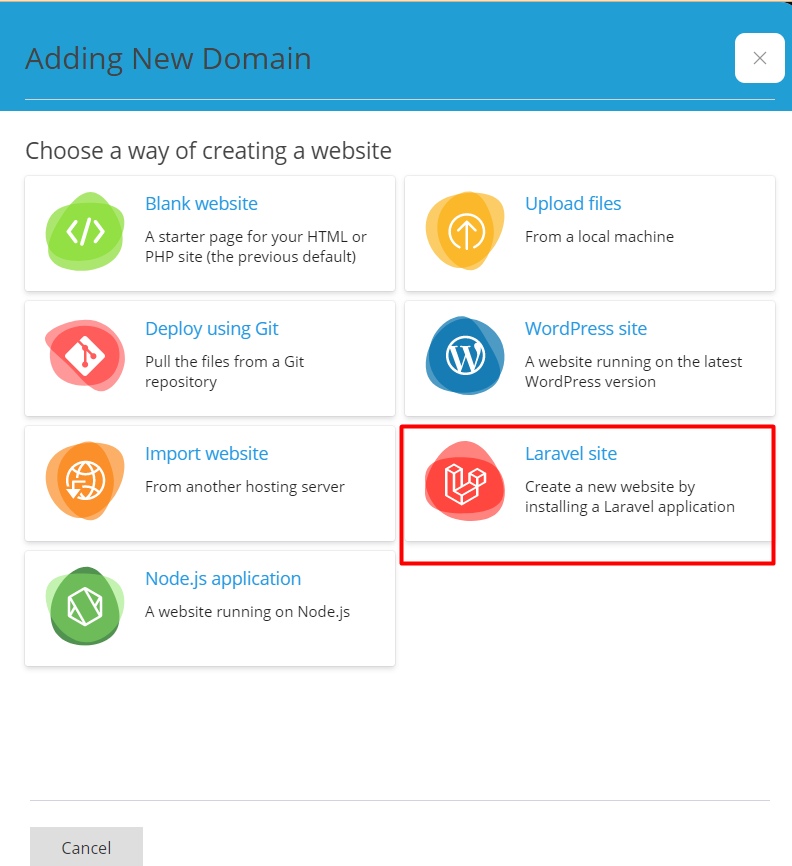 Adding New Domain
Choose a way of creating a website
Blank website
A starter page for your HTML or
PHP site (the previous default)
Upload files
From a local machine
Deploy using Git
Pull the files from a Git
repository
WordPress site
A website running on the latest
WordPress version
Import website
From another hosting server
Laravel site
Create a new website by
installing a Laravel application
Node.js application
A website running on Node.js
Cancel